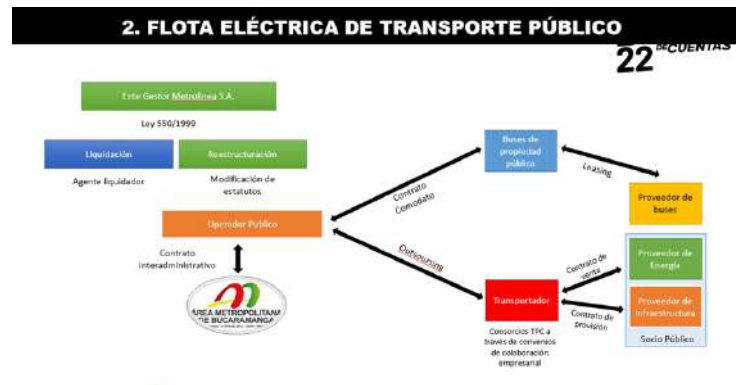 2. FLOTA ELÉCTRICA DE TRANSPORTE PÚBLICO
22 DE CUENTAS
Ente Gestor Metrolínea S.A.
Ley 550/1999
Liquidación
Reestructuración
Agente liquidador
Modificación de
estatutos
Operador Público
Contrato
interadministrativo
ÁREA METROPOLITANA
DE BUCARAMANGA
Contrato
Comodato
Outsoursing
Buses de
propiedad
público
Leasing
Proveedor de
buses
Transportador
Consorcios TPC a
través de convenios
de colaboración
empresarial
Contrato de
venta
Contrato de
provisión
Proveedor de
Energía
Proveedor de
Infraestructura
Socio Público